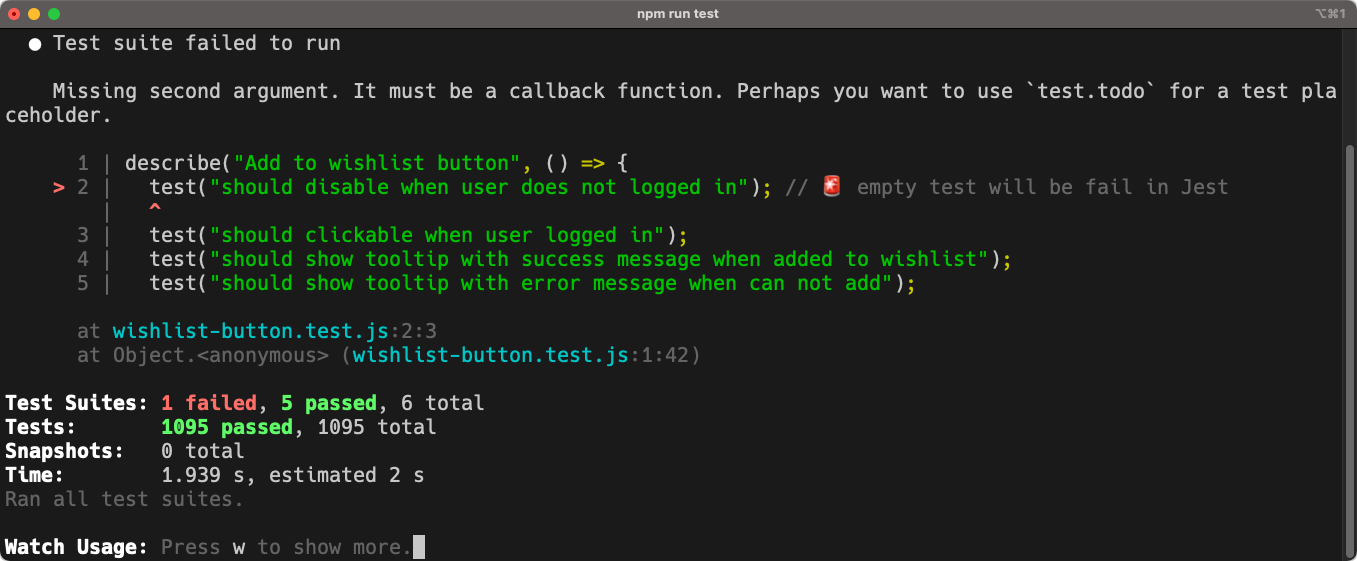 npm run test
⌥⌘1
● Test suite failed to run
Missing second argument. It must be a callback function. Perhaps you want to use `test.todo` for a test pla
ceholder.
1 | describe("Add to wishlist button", () => {
> 2 |   test("should disable when user does not logged in"); // 🚨 empty test will be fail in Jest
|   ^
3 |   test("should clickable when user logged in");
4 |   test("should show tooltip with success message when added to wishlist");
5 |   test("should show tooltip with error message when can not add");
at wishlist-button.test.js:2:3
at Object.<anonymous> (wishlist-button.test.js:1:42)
Test Suites: 1 failed, 5 passed, 6 total
Tests:       1095 passed, 1095 total
Snapshots:   0 total
Time:        1.939 s, estimated 2 s
Ran all test suites.
Watch Usage: Press w to show more.